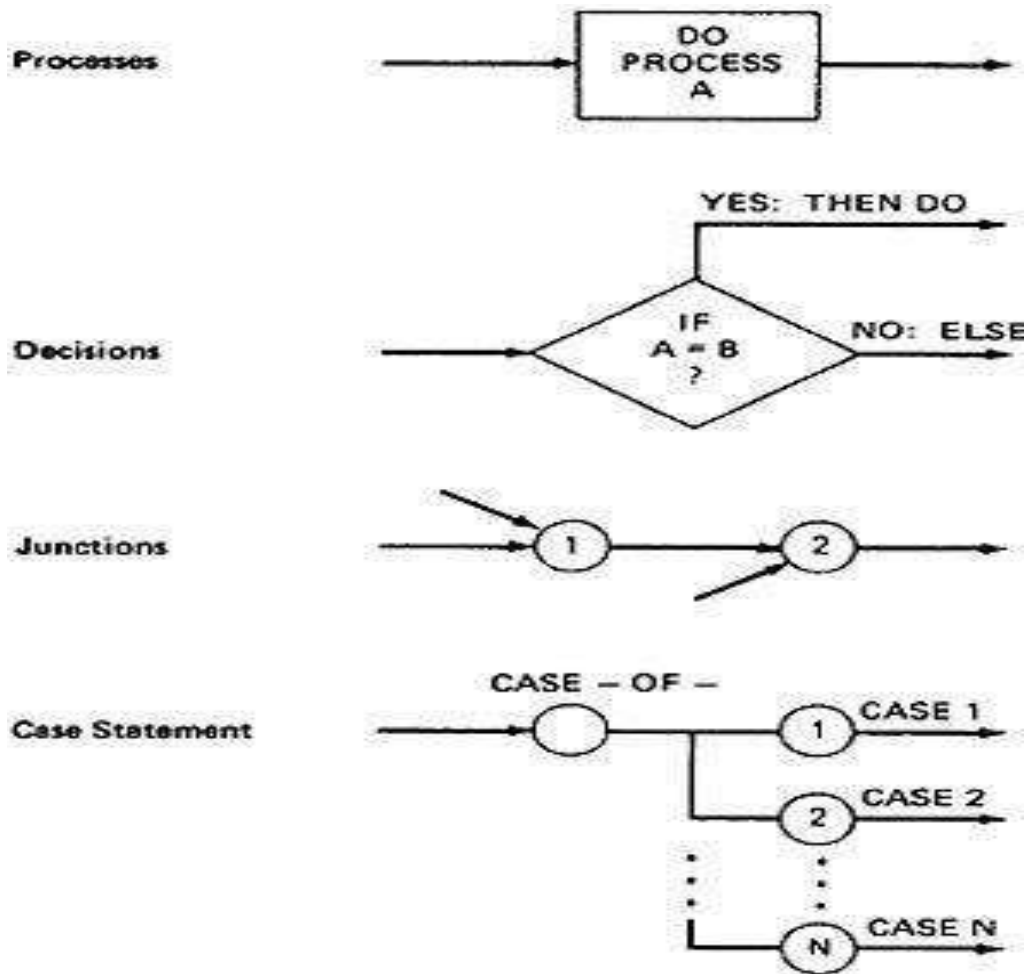 Processes
DO
PROCESS
A
YES: THEN DO
Decisions
IF
A = B
?
NO: ELSE
Junctions
1
2
CASE – OF –
Case Statement
1
CASE 1
2
CASE 2
N
CASE N